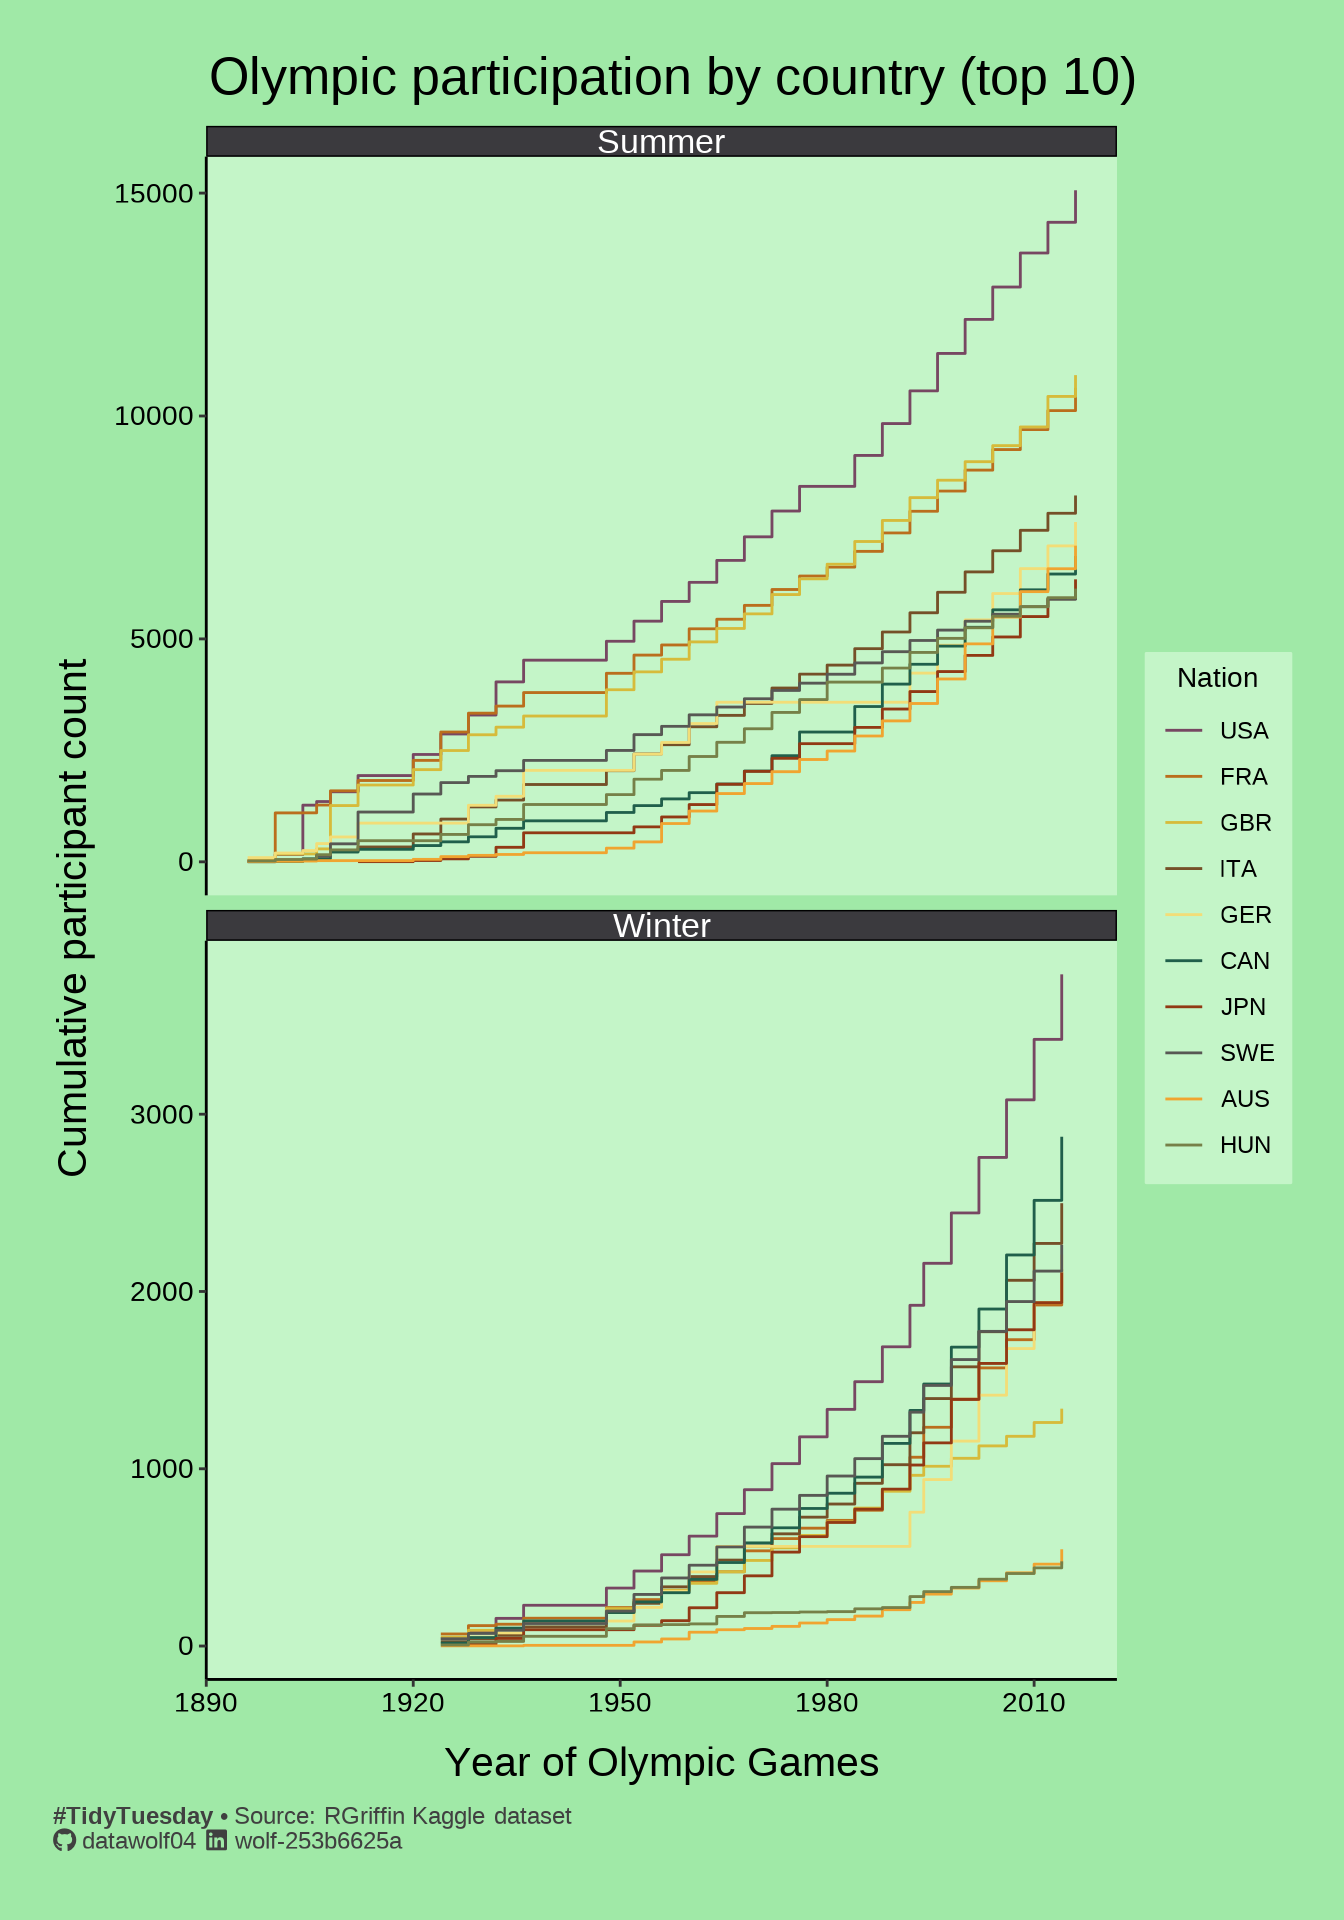 Olympic participation by country (top 10)
Summer
15000
10000
5000
0
Winter
3000
2000
1000
0
1890 1920 1950 1980 2010
Year of Olympic Games
Cumulative participant count
Nation
USA
FRA
GBR
ITA
GER
CAN
JPN
SWE
AUS
HUN
#TidyTuesday • Source: RGriffin Kaggle dataset
datawolf04 wolf-253b6625a